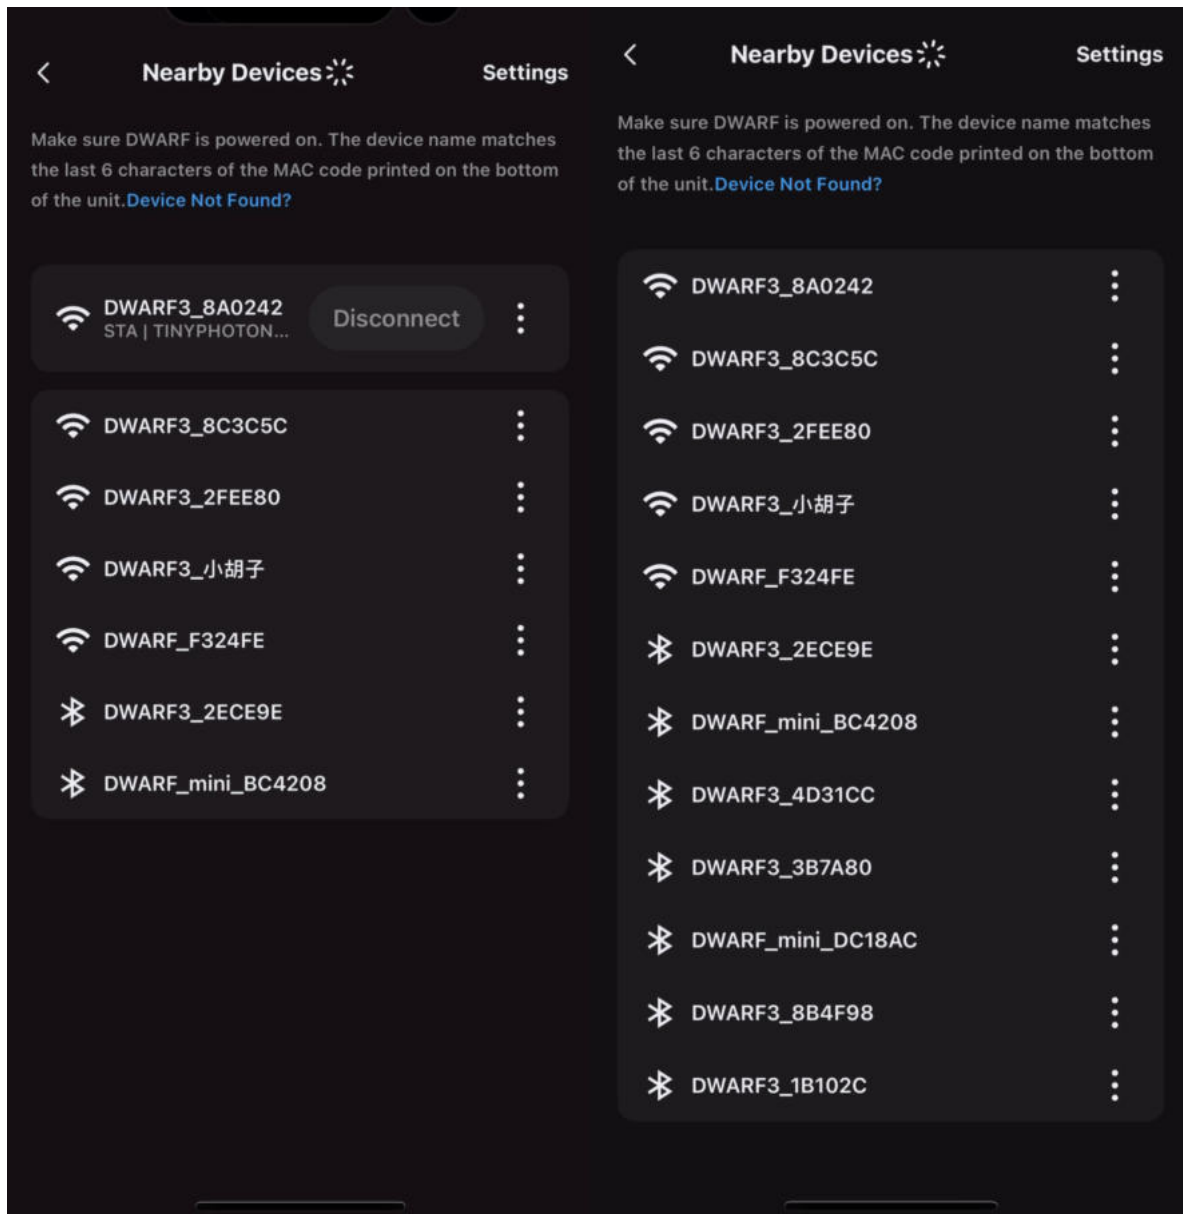 Nearby Devices
Settings
Make sure DWARF is powered on. The device name matches
the last 6 characters of the MAC code printed on the bottom
of the unit.Device Not Found?
DWARF3_8A0242
STA | TINYPHOTON...
Disconnect
DWARF3_8C3C5C
DWARF3_2FEE80
DWARF3_小胡子
DWARF_F324FE
DWARF3_2ECE9E
DWARF_mini_BC4208
Nearby Devices
Settings
Make sure DWARF is powered on. The device name matches
the last 6 characters of the MAC code printed on the bottom
of the unit.Device Not Found?
DWARF3_8A0242
DWARF3_8C3C5C
DWARF3_2FEE80
DWARF3_小胡子
DWARF_F324FE
DWARF3_2ECE9E
DWARF_mini_BC4208
DWARF3_4D31CC
DWARF3_3B7A80
DWARF_mini_DC18AC
DWARF3_8B4F98
DWARF3_1B102C